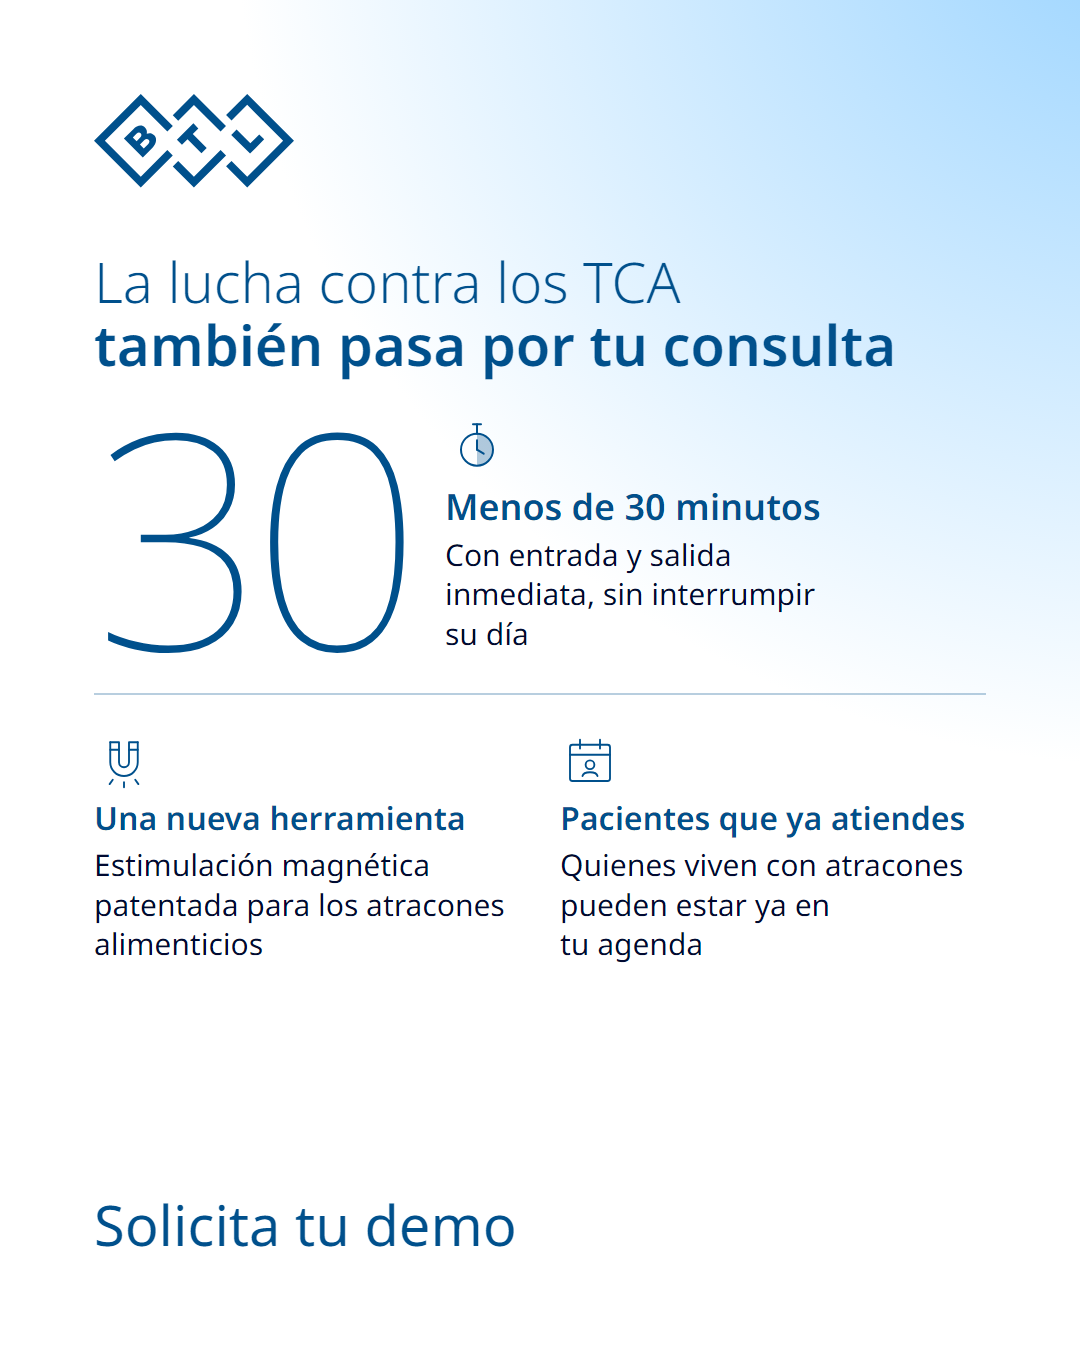 BTL
La lucha contra los TCA
también pasa por tu consulta
30
Menos de 30 minutos
Con entrada y salida
inmediata, sin interrumpir
su día
Una nueva herramienta
Estimulación magnética
patentada para los atracones
alimenticios
Pacientes que ya atiendes
Quienes viven con atracones
pueden estar ya en
tu agenda
Solicita tu demo